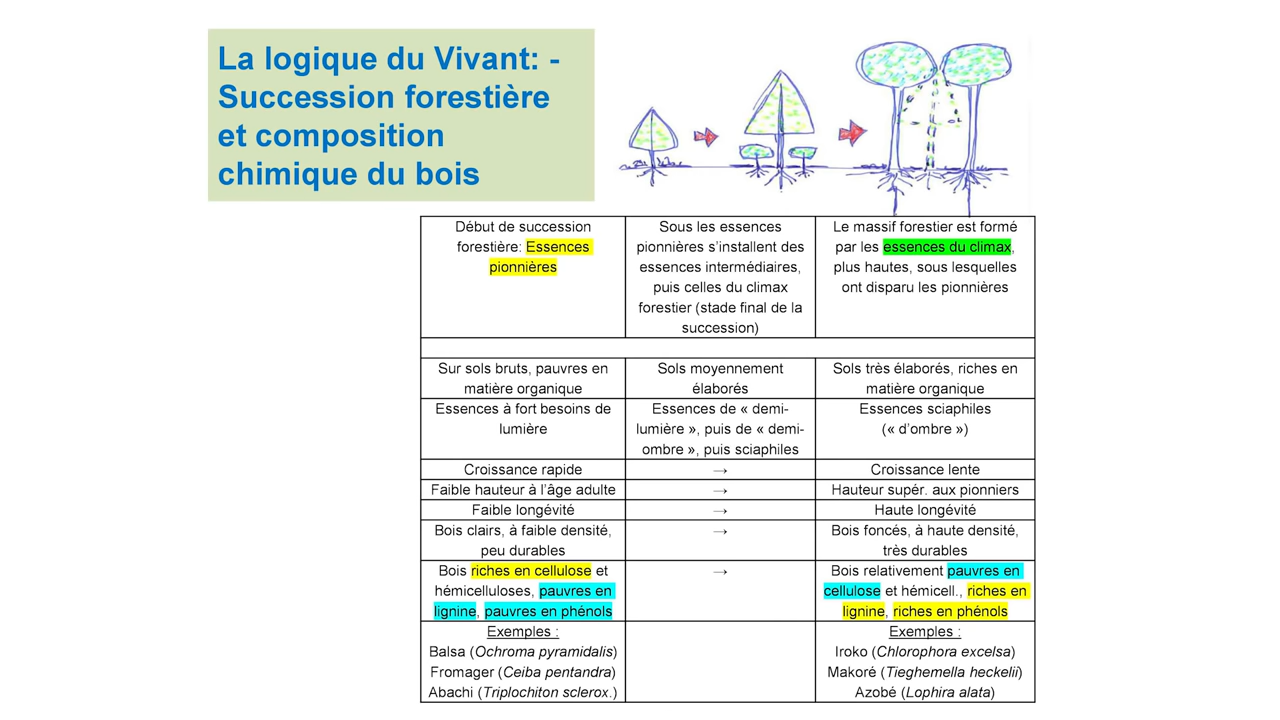 La logique du Vivant: -
Succession forestière
et composition
chimique du bois
Début de succession
forestière: Essences
pionnières
Sous les essences
pionnières s’installent des
essences intermédiaires,
puis celles du climax
forestier (stade final de la
succession)
Le massif forestier est formé
par les essences du climax,
plus hautes, sous lesquelles
ont disparu les pionnières
Sur sols bruts, pauvres en
matière organique
Sols moyennement
élaborés
Sols très élaborés, riches en
matière organique
Essences à fort besoins de
lumière
Essences de « demi-
lumière », puis de « demi-
ombre », puis sciaphiles
Essences sciaphiles
(« d’ombre »)
Croissance rapide
→
Croissance lente
Faible hauteur à l’âge adulte
→
Hauteur supér. aux pionniers
Faible longévité
→
Haute longévité
Bois clairs, à faible densité,
peu durables
→
Bois foncés, à haute densité,
très durables
Bois riches en cellulose et
hémicelluloses, pauvres en
lignine, pauvres en phénols
→
Bois relativement pauvres en
cellulose et hémicell., riches en
lignine, riches en phénols
Exemples :
Balsa (Ochroma pyramidalis)
Fromager (Ceiba pentandra)
Abachi (Triplochiton sclerox.)
Exemples :
Iroko (Chlorophora excelsa)
Makoré (Tieghemella heckelii)
Azobé (Lophira alata)